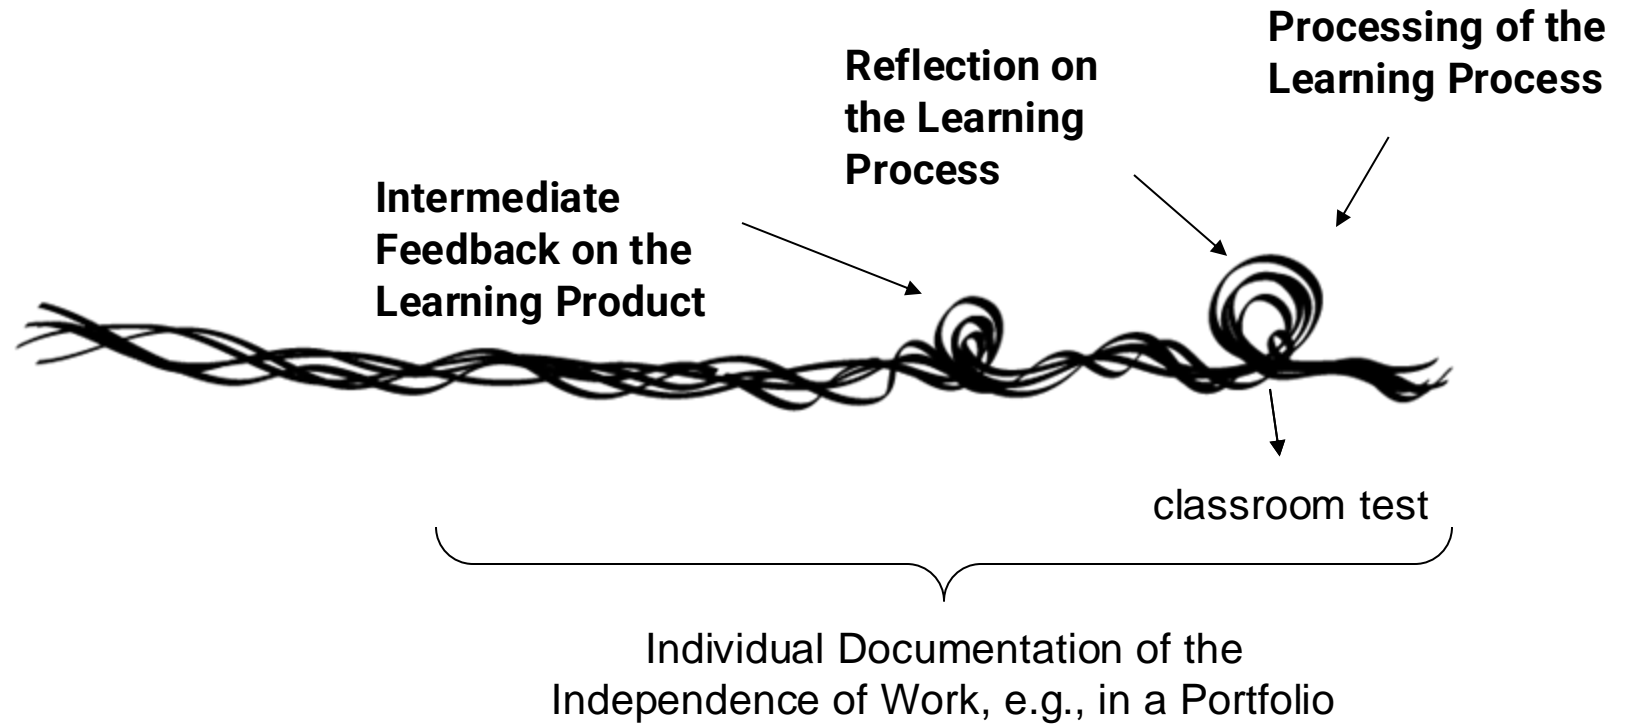 Processing of the
Learning Process
Reflection on
the Learning
Process
Intermediate
Feedback on the
Learning Product
classroom test
Individual Documentation of the
Independence of Work, e.g., in a Portfolio